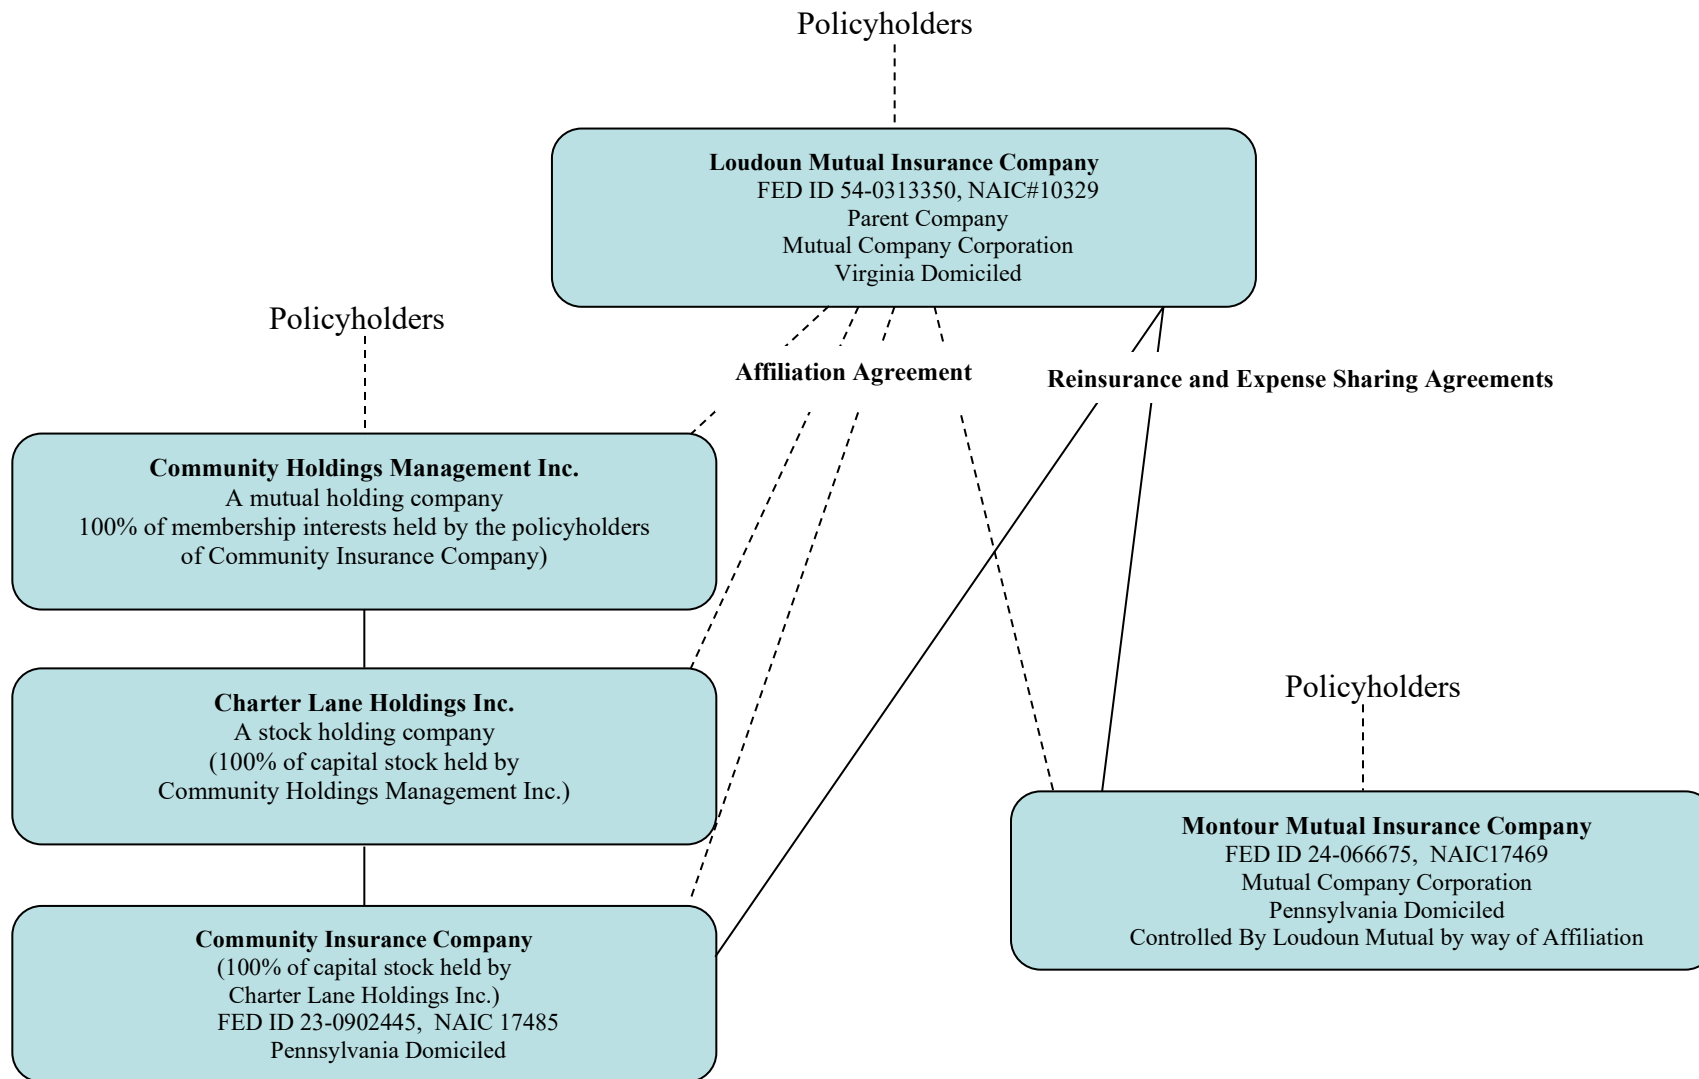 Policyholders
Loudoun Mutual Insurance Company
FED ID 54-0313350, NAIC#10329
Parent Company
Mutual Company Corporation
Virginia Domiciled
Policyholders
Affiliation Agreement
Reinsurance and Expense Sharing Agreements
Community Holdings Management Inc.
A mutual holding company
100% of membership interests held by the policyholders
of Community Insurance Company)
Charter Lane Holdings Inc.
A stock holding company
(100% of capital stock held by
Community Holdings Management Inc.)
Policyholders
Montour Mutual Insurance Company
FED ID 24-066675, NAIC17469
Mutual Company Corporation
Pennsylvania Domiciled
Controlled By Loudoun Mutual by way of Affiliation
Community Insurance Company
(100% of capital stock held by
Charter Lane Holdings Inc.)
FED ID 23-0902445, NAIC 17485
Pennsylvania Domiciled